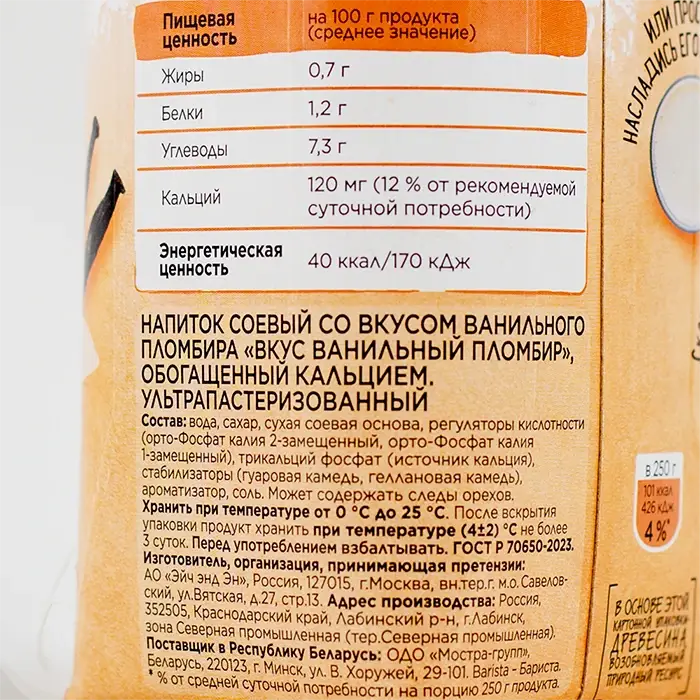 Пищевая ценность на 100 г продукта (среднее значение)
Жиры 0,7 г
Белки 1,2 г
Углеводы 7,3 г
Кальций 120 мг (12 % от рекомендуемой суточной потребности)
Энергетическая ценность 40 ккал/170 кДж
НАПИТОК СОЕВЫЙ СО ВКУСОМ ВАНИЛЬНОГО
ПЛОМБИРА «ВКУС ВАНИЛЬНЫЙ ПЛОМБИР»,
ОБОГАЩЕННЫЙ КАЛЬЦИЕМ.
УЛЬТРАПАСТЕРИЗОВАННЫЙ
Состав: вода, сахар, сухая соевая основа, регуляторы кислотности
(орто-Фосфат калия 2-замещенный, орто-Фосфат калия
1-замещенный), трикальций фосфат (источник кальция),
стабилизаторы (гуаровая камедь, геллановая камедь),
ароматизатор, соль. Может содержать следы орехов.
Хранить при температуре от 0 °С до 25 °С. После вскрытия
упаковки продукт хранить при температуре (4±2) °С не более
3 суток. Перед употреблением взбалтывать. ГОСТ Р 70650-2023.
Изготовитель, организация, принимающая претензии:
АО «Эйч энд Эн», Россия, 127015, г.Москва, вн.тер.г. м.о. Савелов-
ский, ул.Вятская, д.27, стр.13. Адрес производства: Россия,
352505, Краснодарский край, Лабинский р-н, г.Лабинск,
зона Северная промышленная (тер.Северная промышленная).
Поставщик в Республику Беларусь: ОДО «Мостра-групп»,
Беларусь, 220123, г. Минск, ул. В. Хоружей, 29-101. Barista - Бариста.
* % от средней суточной потребности на порцию 250 г продукта.
ИЛИ ПРОС
НАСЛАДИСЬ ЕГО
в 250 г
101 ккал
426 кДж
4%*
В ОСНОВЕ ЭТОЙ
КАРТОННОЙ УПАКОВКИ
ДРЕВЕСИНА
ВОЗОБНОВЛЯЕМЫЙ
ПРИРОДНЫЙ РЕСУРС